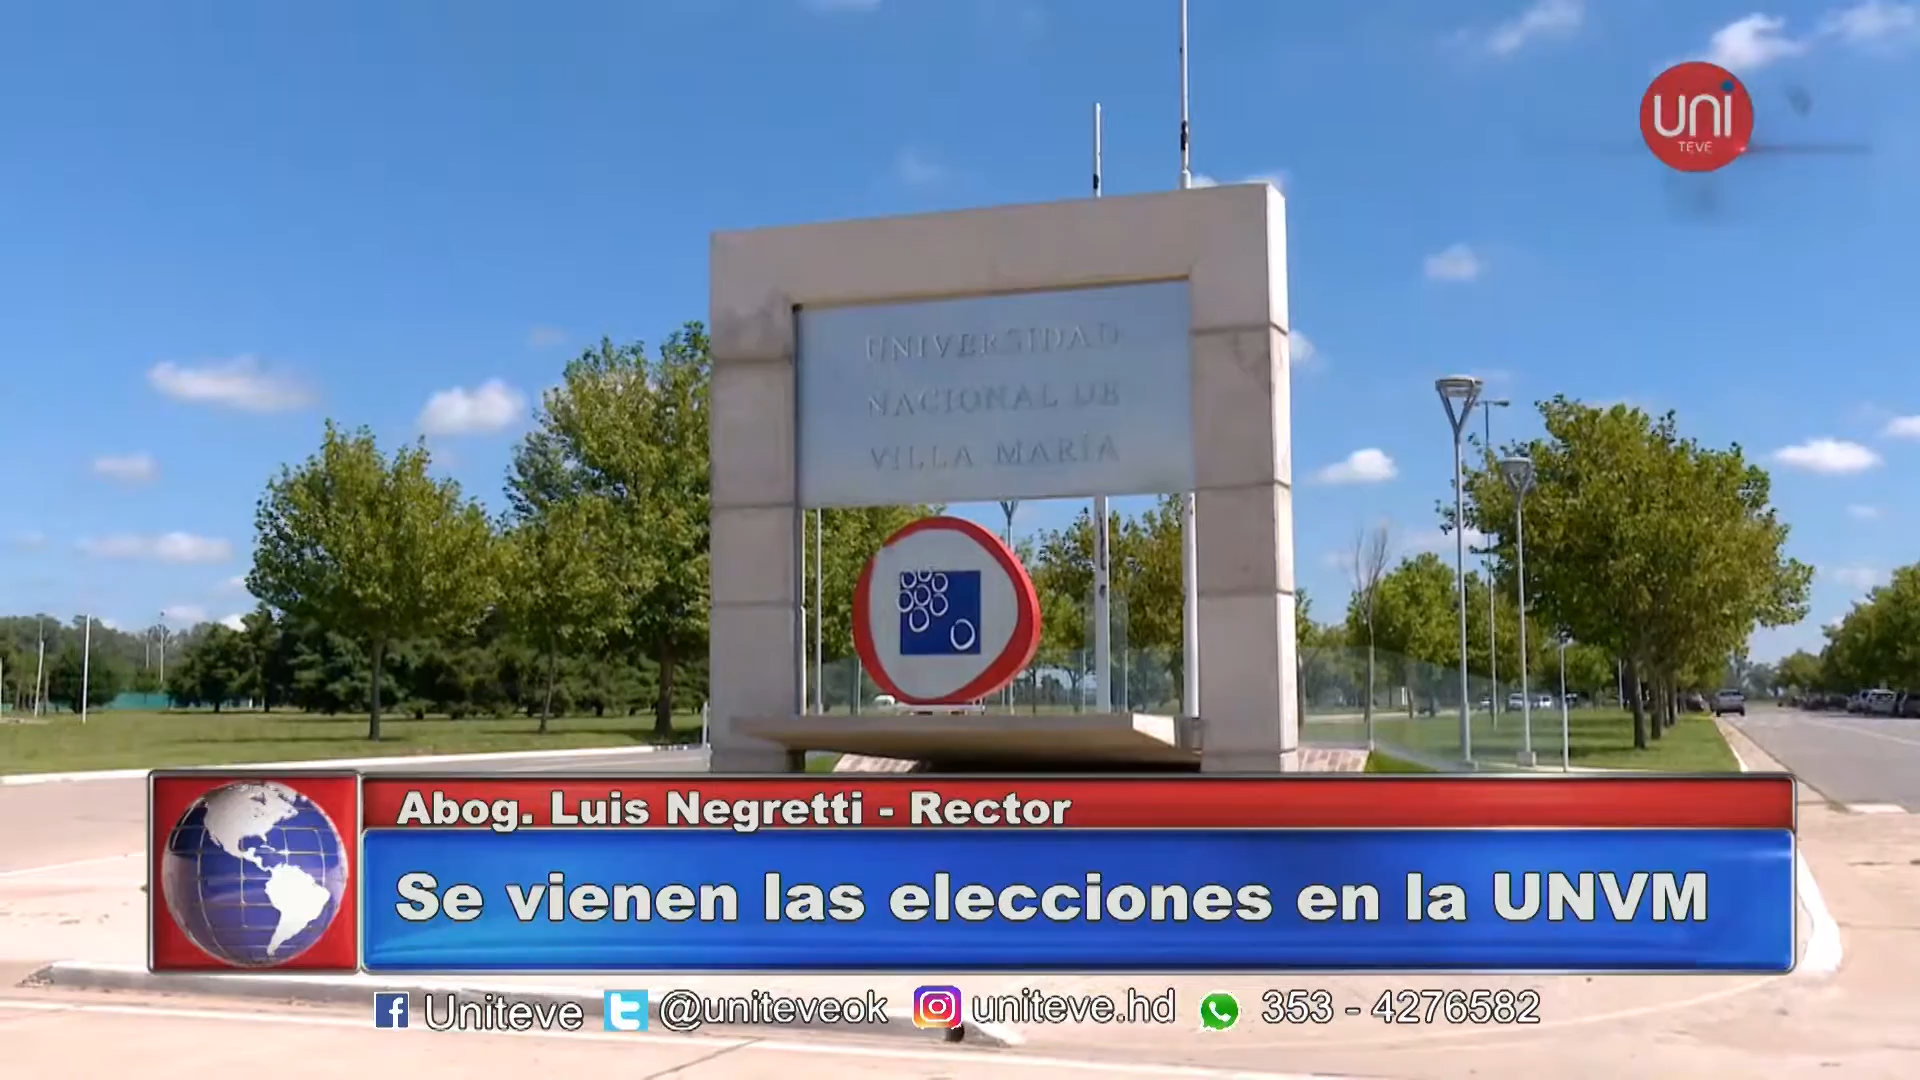 UNI
TEVE
UNIVERSIDAD
NACIONAL DE
VILLA MARÍA
Abog. Luis Negretti - Rector
Se vienen las elecciones en la UNVM
Uniteve @uniteveok uniteve.hd 353 - 4276582